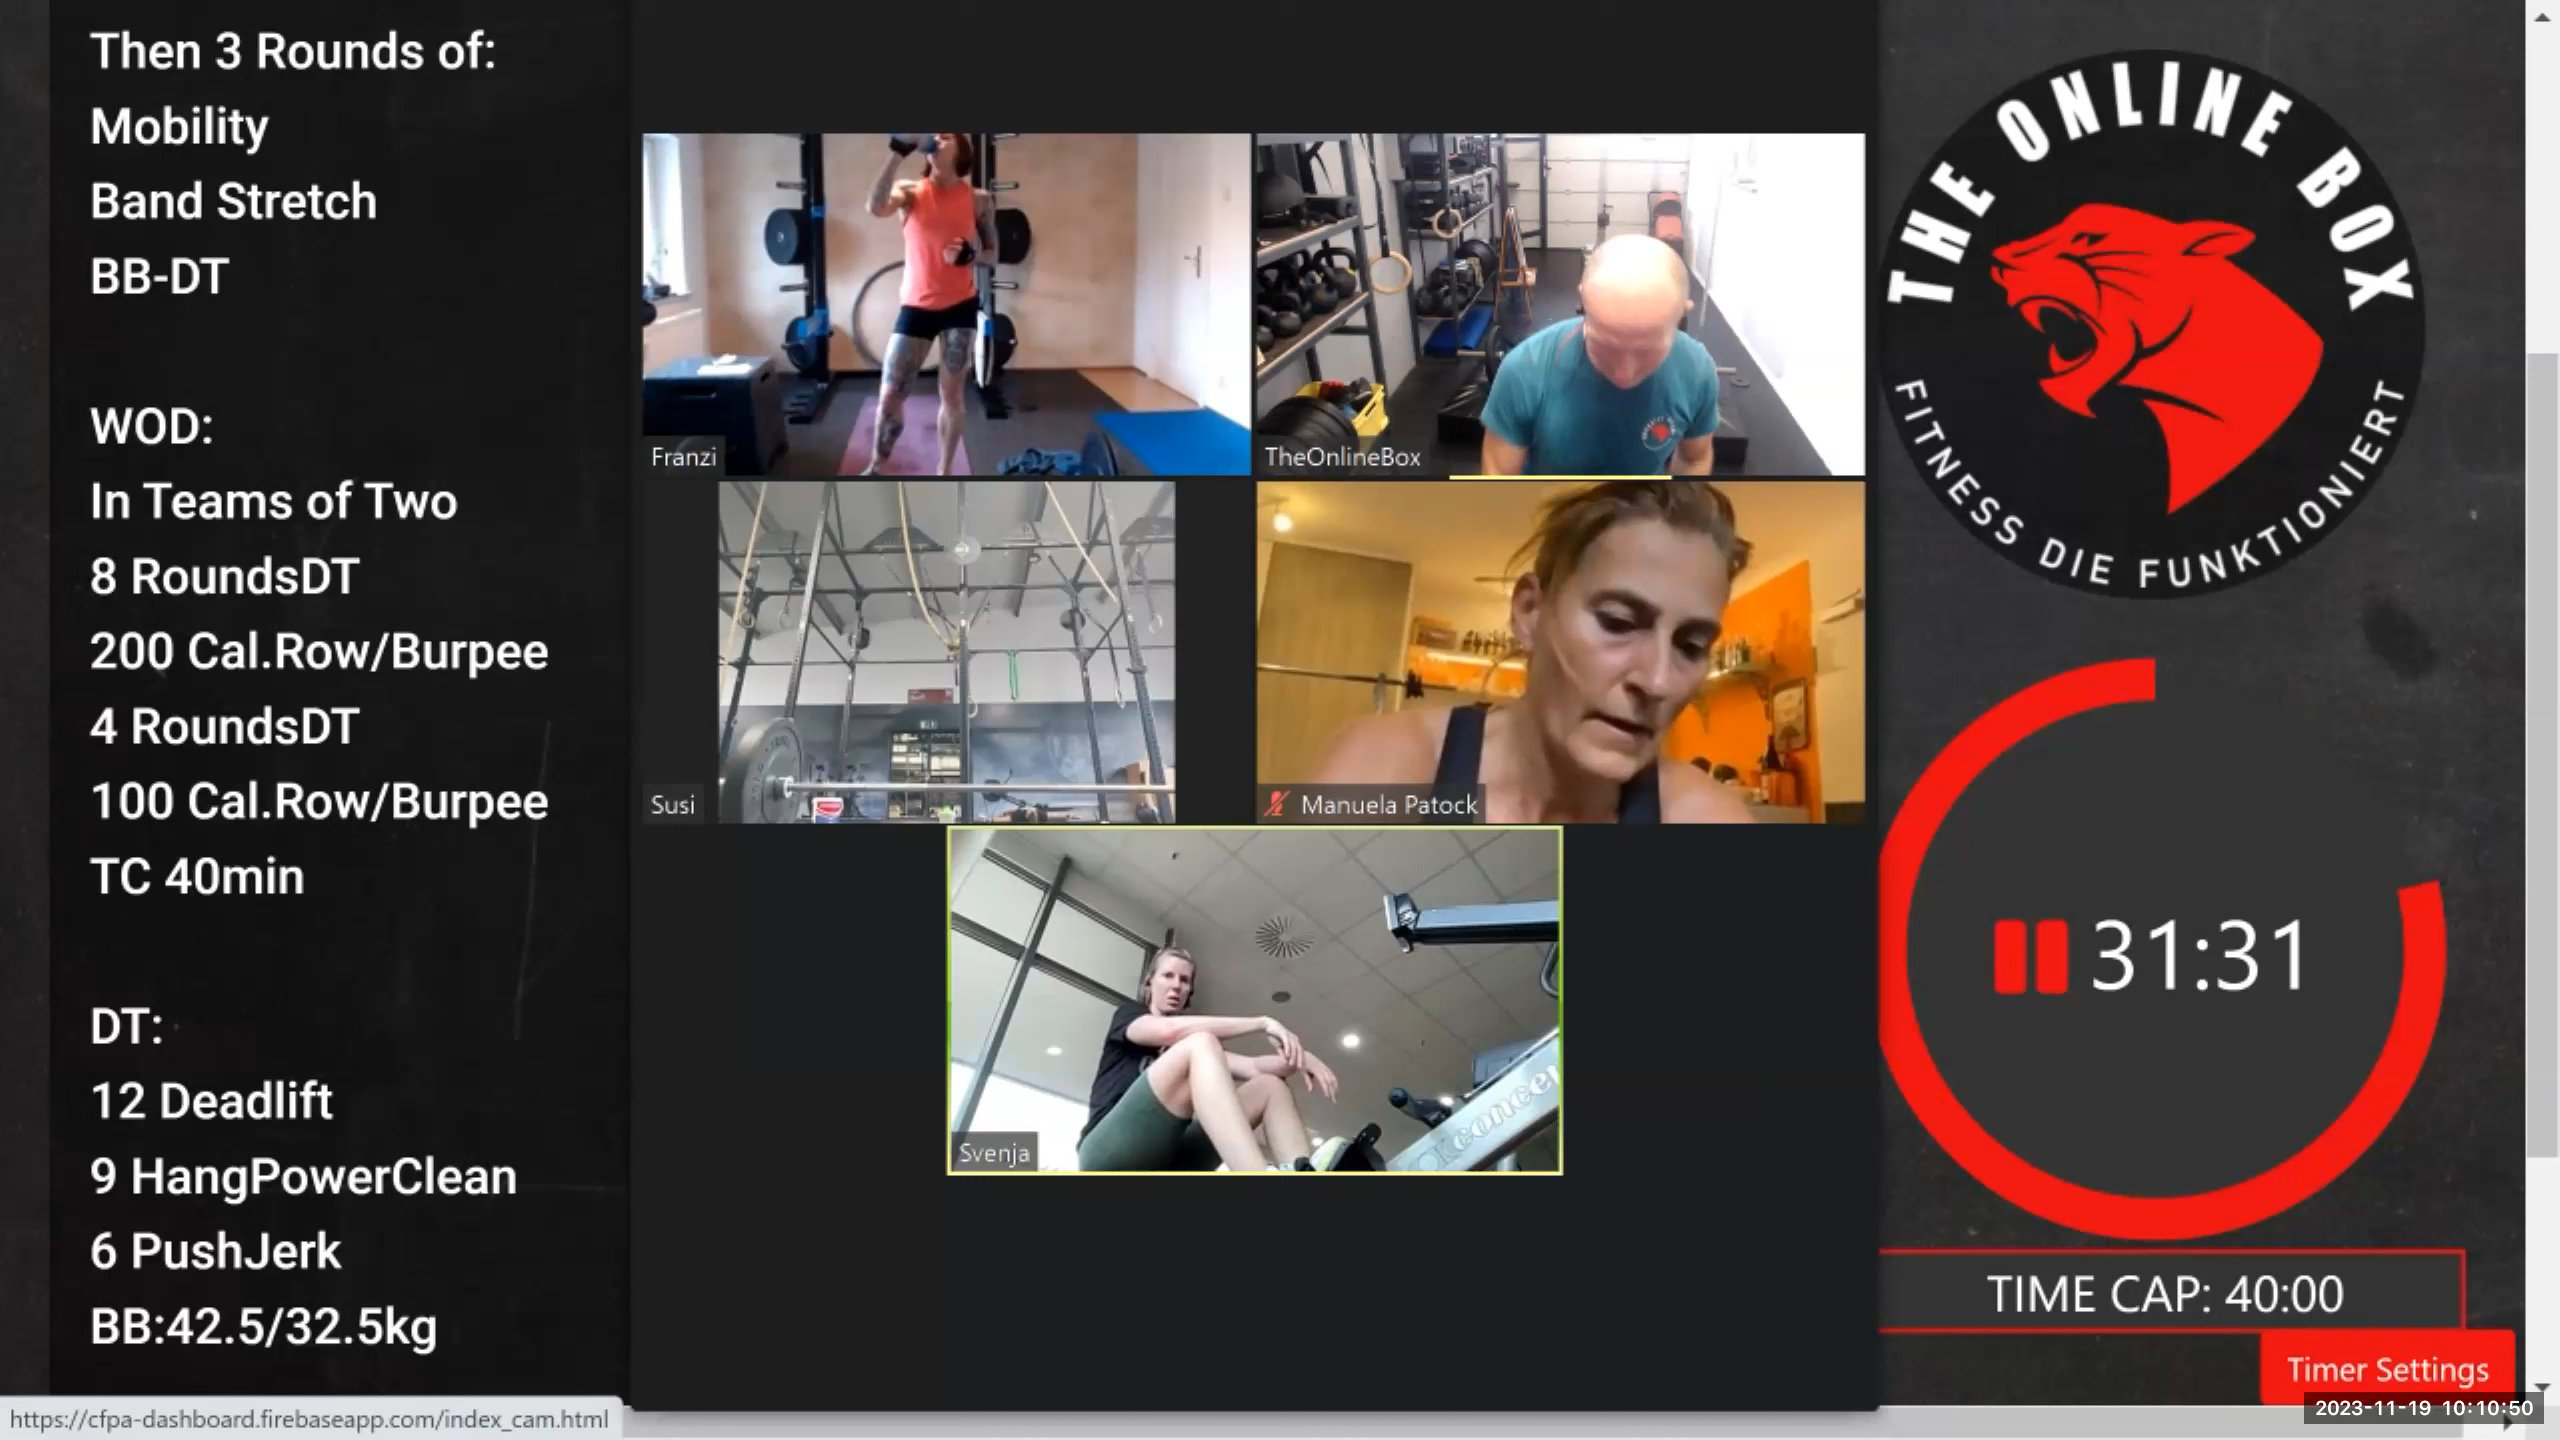 Then 3 Rounds of:
Mobility
Band Stretch
BB-DT
WOD:
In Teams of Two
8 RoundsDT
200 Cal.Row/Burpee
4 RoundsDT
100 Cal.Row/Burpee
TC 40min
DT:
12 Deadlift
9 HangPowerClean
6 PushJerk
BB:42.5/32.5kg
https://cfpa-dashboard.firebaseapp.com/index_cam.html
Franzi
TheOnlineBox
Susi
Manuela Patock
Svenja
THE ONLINE BOX
FITNESS DIE FUNKTIONIERT
31:31
TIME CAP: 40:00
Timer Settings
2023-11-19 10:10:50